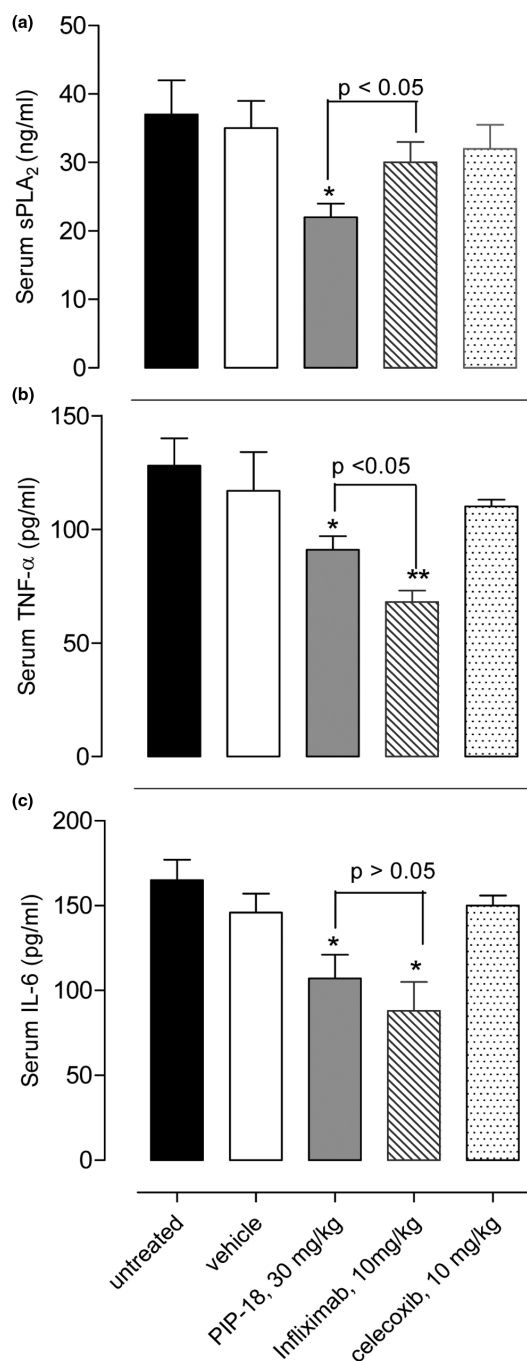 (a)
50
40
30
20
10
0
Serum sPLA₂ (ng/ml)
p < 0.05
*
(b)
150
100
50
0
Serum TNF-α (pg/ml)
p <0.05
*
**
(c)
200
150
100
50
0
Serum IL-6 (pg/ml)
p > 0.05
*
*
untreated
vehicle
PIP-18, 30 mg/kg
Infliximab, 10mg/kg
celecoxib, 10 mg/kg